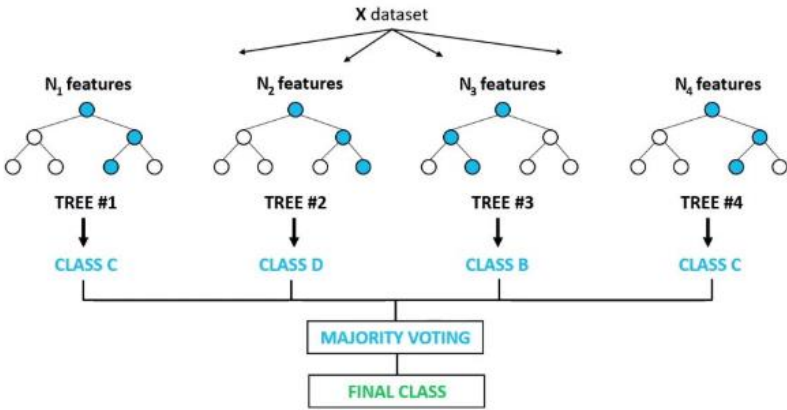 X dataset
N1 features
N2 features
N3 features
N4 features
TREE #1
TREE #2
TREE #3
TREE #4
CLASS C
CLASS D
CLASS B
CLASS C
MAJORITY VOTING
FINAL CLASS